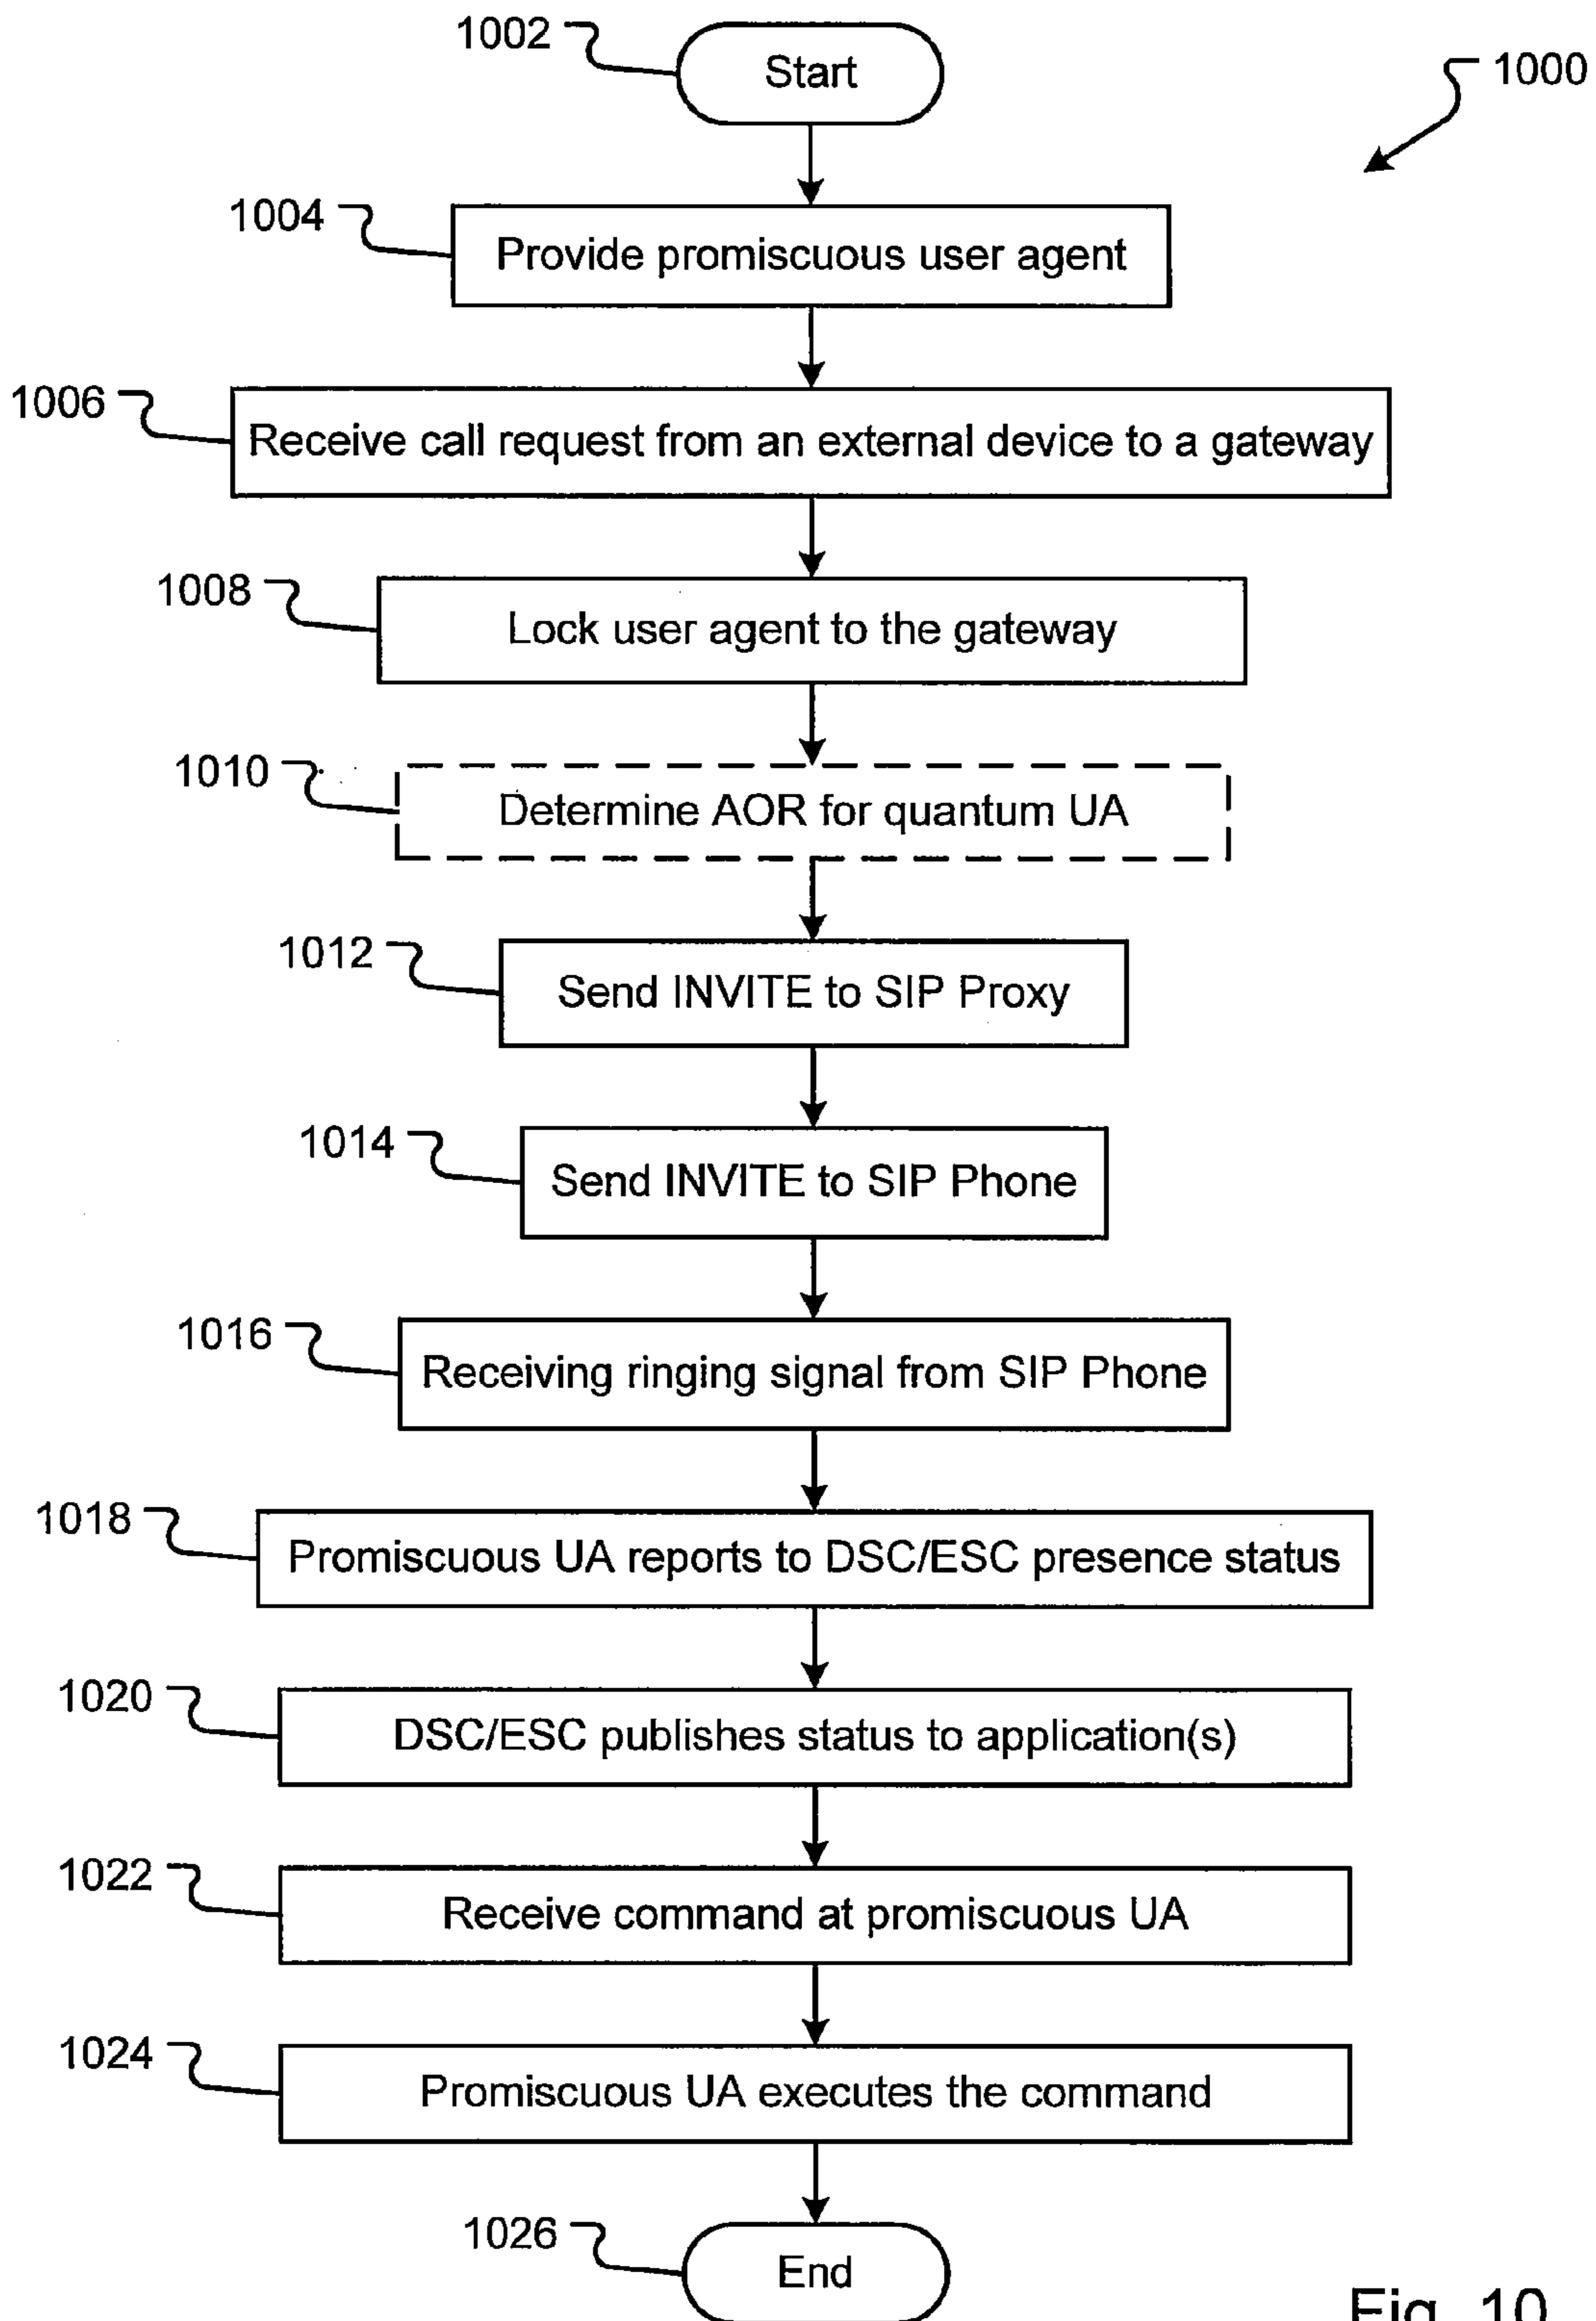 1002
Start
1000
1004
Provide promiscuous user agent
1006
Receive call request from an external device to a gateway
1008
Lock user agent to the gateway
1010
Determine AOR for quantum UA
1012
Send INVITE to SIP Proxy
1014
Send INVITE to SIP Phone
1016
Receiving ringing signal from SIP Phone
1018
Promiscuous UA reports to DSC/ESC presence status
1020
DSC/ESC publishes status to application(s)
1022
Receive command at promiscuous UA
1024
Promiscuous UA executes the command
1026
End
Fig. 10